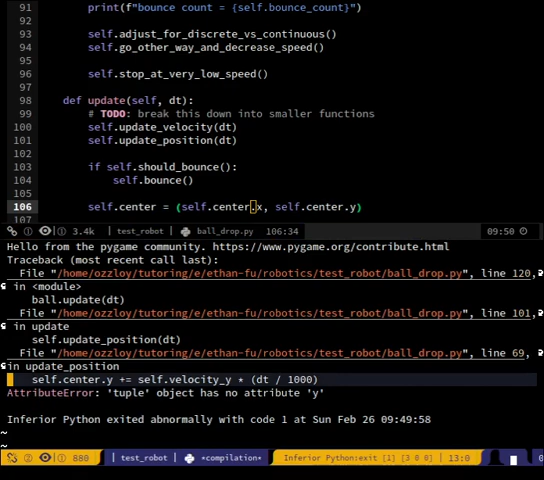 91 print(f"bounce count = {self.bounce_count}")
92
93 self.adjust_for_discrete_vs_continuous()
94 self.go_other_way_and_decrease_speed()
95
96 self.stop_at_very_low_speed()
97
98 def update(self, dt):
99 # TODO: break this down into smaller functions
100 self.update_velocity(dt)
101 self.update_position(dt)
102
103 if self.should_bounce():
104 self.bounce()
105
106 self.center = (self.center.x, self.center.y)
107
3.4k | test_robot ball_drop.py 106:34 09:50
Hello from the pygame community. https://www.pygame.org/contribute.html
Traceback (most recent call last):
File "/home/ozzloy/tutoring/e/ethan-fu/robotics/test_robot/ball_drop.py", line 120,
in <module>
ball.update(dt)
File "/home/ozzloy/tutoring/e/ethan-fu/robotics/test_robot/ball_drop.py", line 101,
in update
self.update_position(dt)
File "/home/ozzloy/tutoring/e/ethan-fu/robotics/test_robot/ball_drop.py", line 69,
in update_position
self.center.y += self.velocity_y * (dt / 1000)
AttributeError: 'tuple' object has no attribute 'y'
Inferior Python exited abnormally with code 1 at Sun Feb 26 09:49:58
~
~
880 | test_robot *compilation* Inferior Python:exit [1] [3 0 0] | 13:0